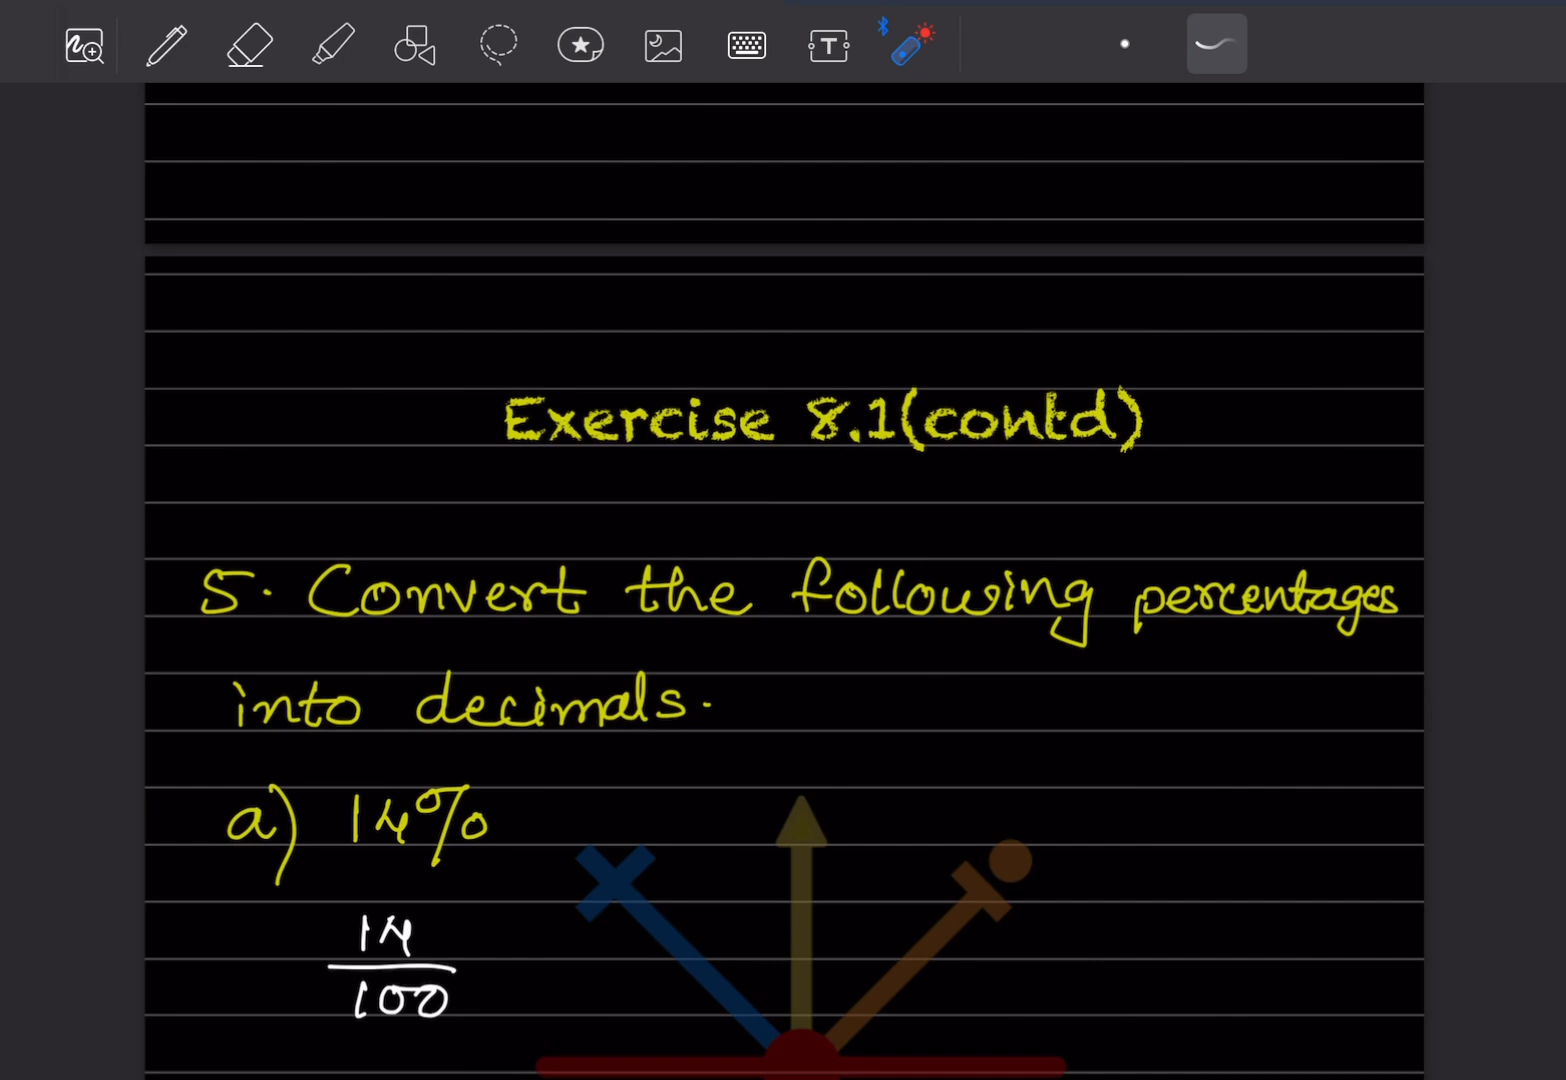 Exercise 8.1(contd)
5. Convert the following percentages
into decimals.
a) 14%
14
100